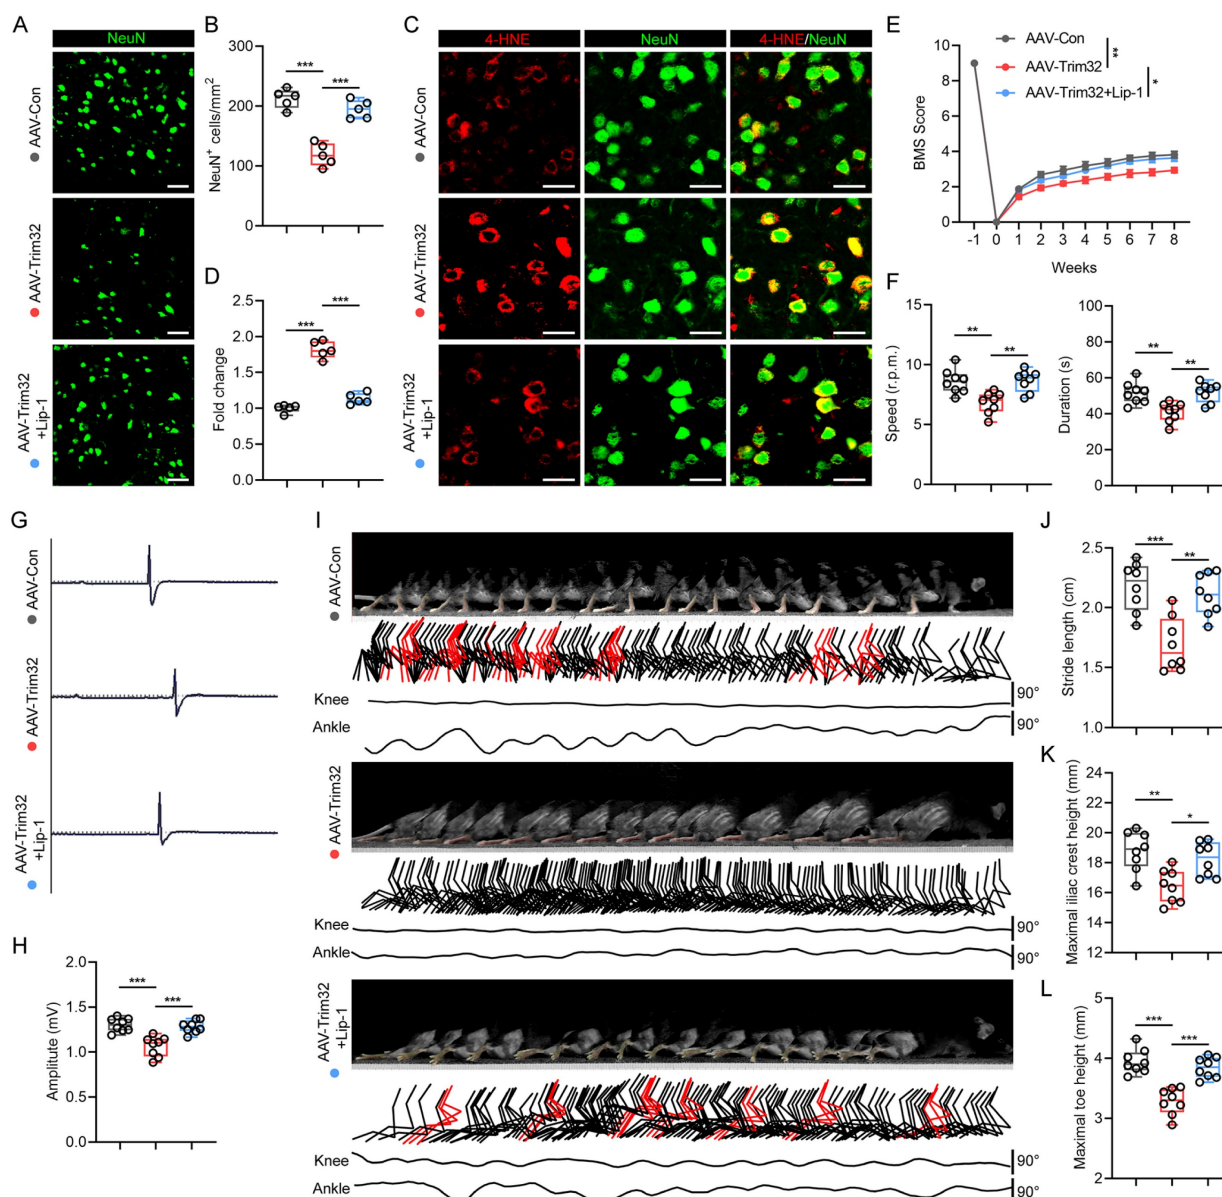 A
NeuN
AAV-Con
AAV-Trim32
AAV-Trim32
+Lip-1
B
NeuN⁺ cells/mm²
300
200
100
0
***
***
C
4-HNE
NeuN
4-HNE/NeuN
AAV-Con
AAV-Trim32
AAV-Trim32
+Lip-1
D
Fold change
2.5
2.0
1.5
1.0
0.5
0.0
***
***
E
AAV-Con
AAV-Trim32
AAV-Trim32+Lip-1
**
*
BMS Score
10
8
6
4
2
0
-1 0 1 2 3 4 5 6 7 8
Weeks
F
Speed (r.p.m.)
15
10
5
0
**
**
Duration (s)
100
80
60
40
20
0
**
**
G
AAV-Con
AAV-Trim32
AAV-Trim32
+Lip-1
H
Amplitute (mV)
2.0
1.5
1.0
0.5
0.0
***
***
I
AAV-Con
Knee
90°
Ankle
90°
AAV-Trim32
Knee
90°
Ankle
90°
AAV-Trim32
+Lip-1
Knee
90°
Ankle
90°
J
Stride length (cm)
2.5
2.0
1.5
1.0
***
**
K
Maximal iliac crest height (mm)
24
22
20
18
16
14
12
**
*
L
Maximal toe height (mm)
5
4
3
2
***
***